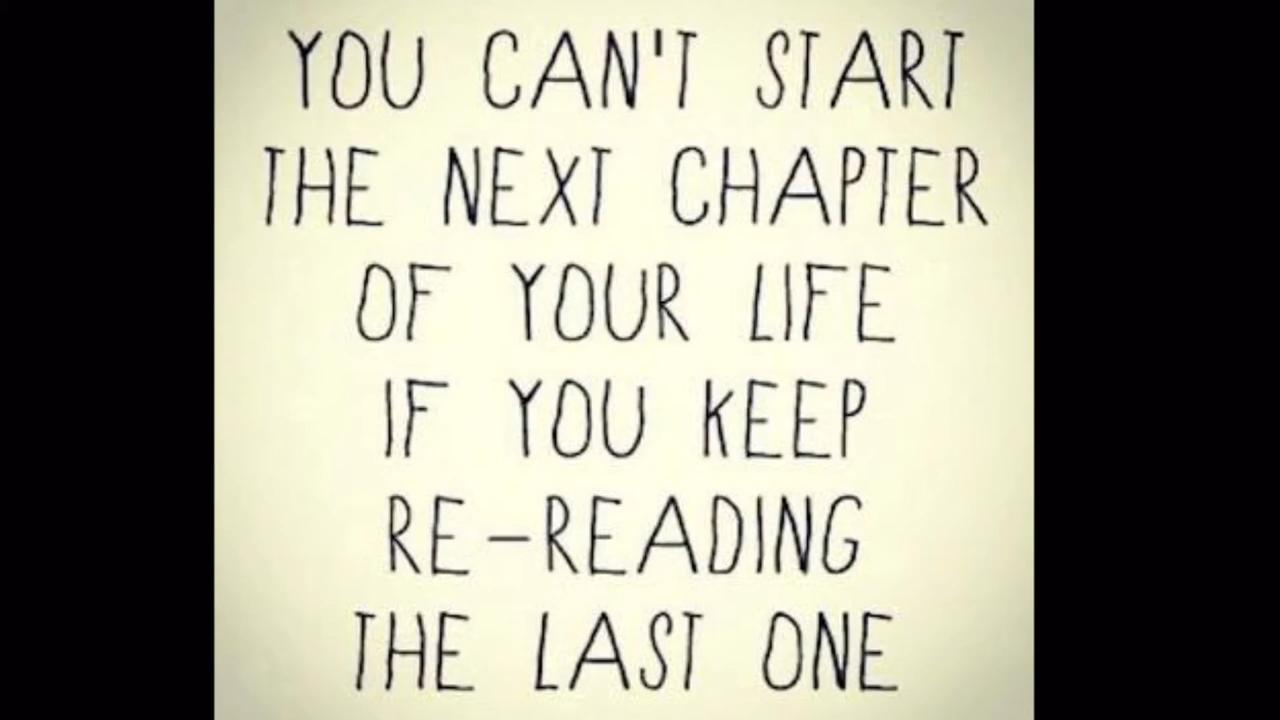 YOU CAN'T START
THE NEXT CHAPTER
OF YOUR LIFE
IF YOU KEEP
RE-READING
THE LAST ONE